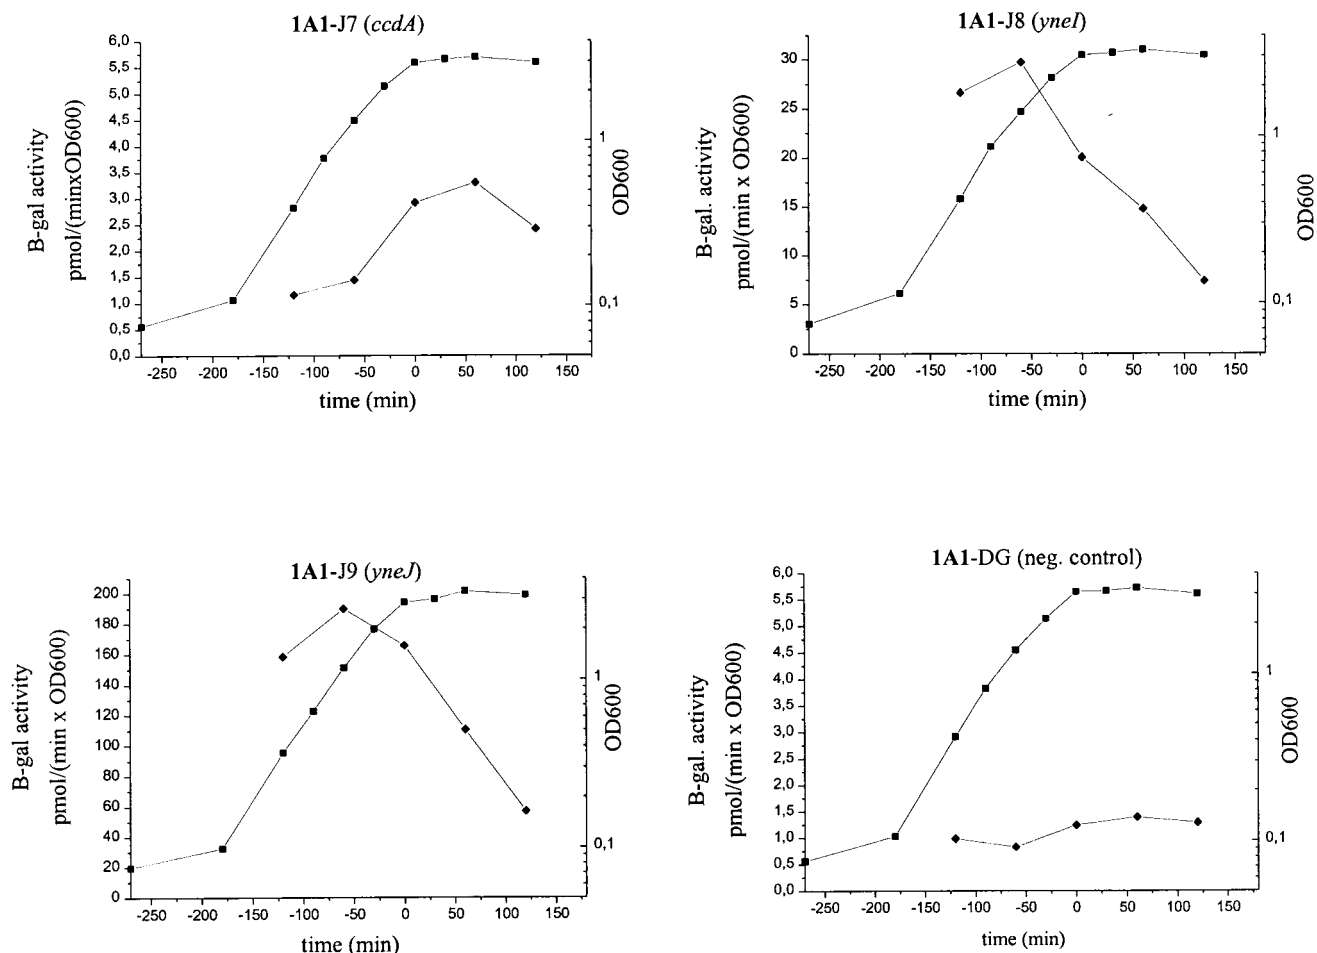 1A1-J7 (ccdA)
6,0
5,5
5,0
4,5
4,0
3,5
3,0
2,5
2,0
1,5
1,0
0,5
0,0
B-gal activity
pmol/(minxOD600)
1
0,1
OD600
-250 -200 -150 -100 -50 0 50 100 150
time (min)
1A1-J8 (yneI)
30
25
20
15
10
5
0
B-gal. activity
pmol/(min x OD600)
1
0,1
OD600
-250 -200 -150 -100 -50 0 50 100 150
time (min)
1A1-J9 (yneJ)
200
180
160
140
120
100
80
60
40
20
0
B-gal activity
pmol/(min x OD600)
1
0,1
OD600
-250 -200 -150 -100 -50 0 50 100 150
time (min)
1A1-DG (neg. control)
6,0
5,5
5,0
4,5
4,0
3,5
3,0
2,5
2,0
1,5
1,0
0,5
0,0
B-gal. activity
pmol/(min x OD600)
1
0,1
OD600
-250 -200 -150 -100 -50 0 50 100 150
time (min)